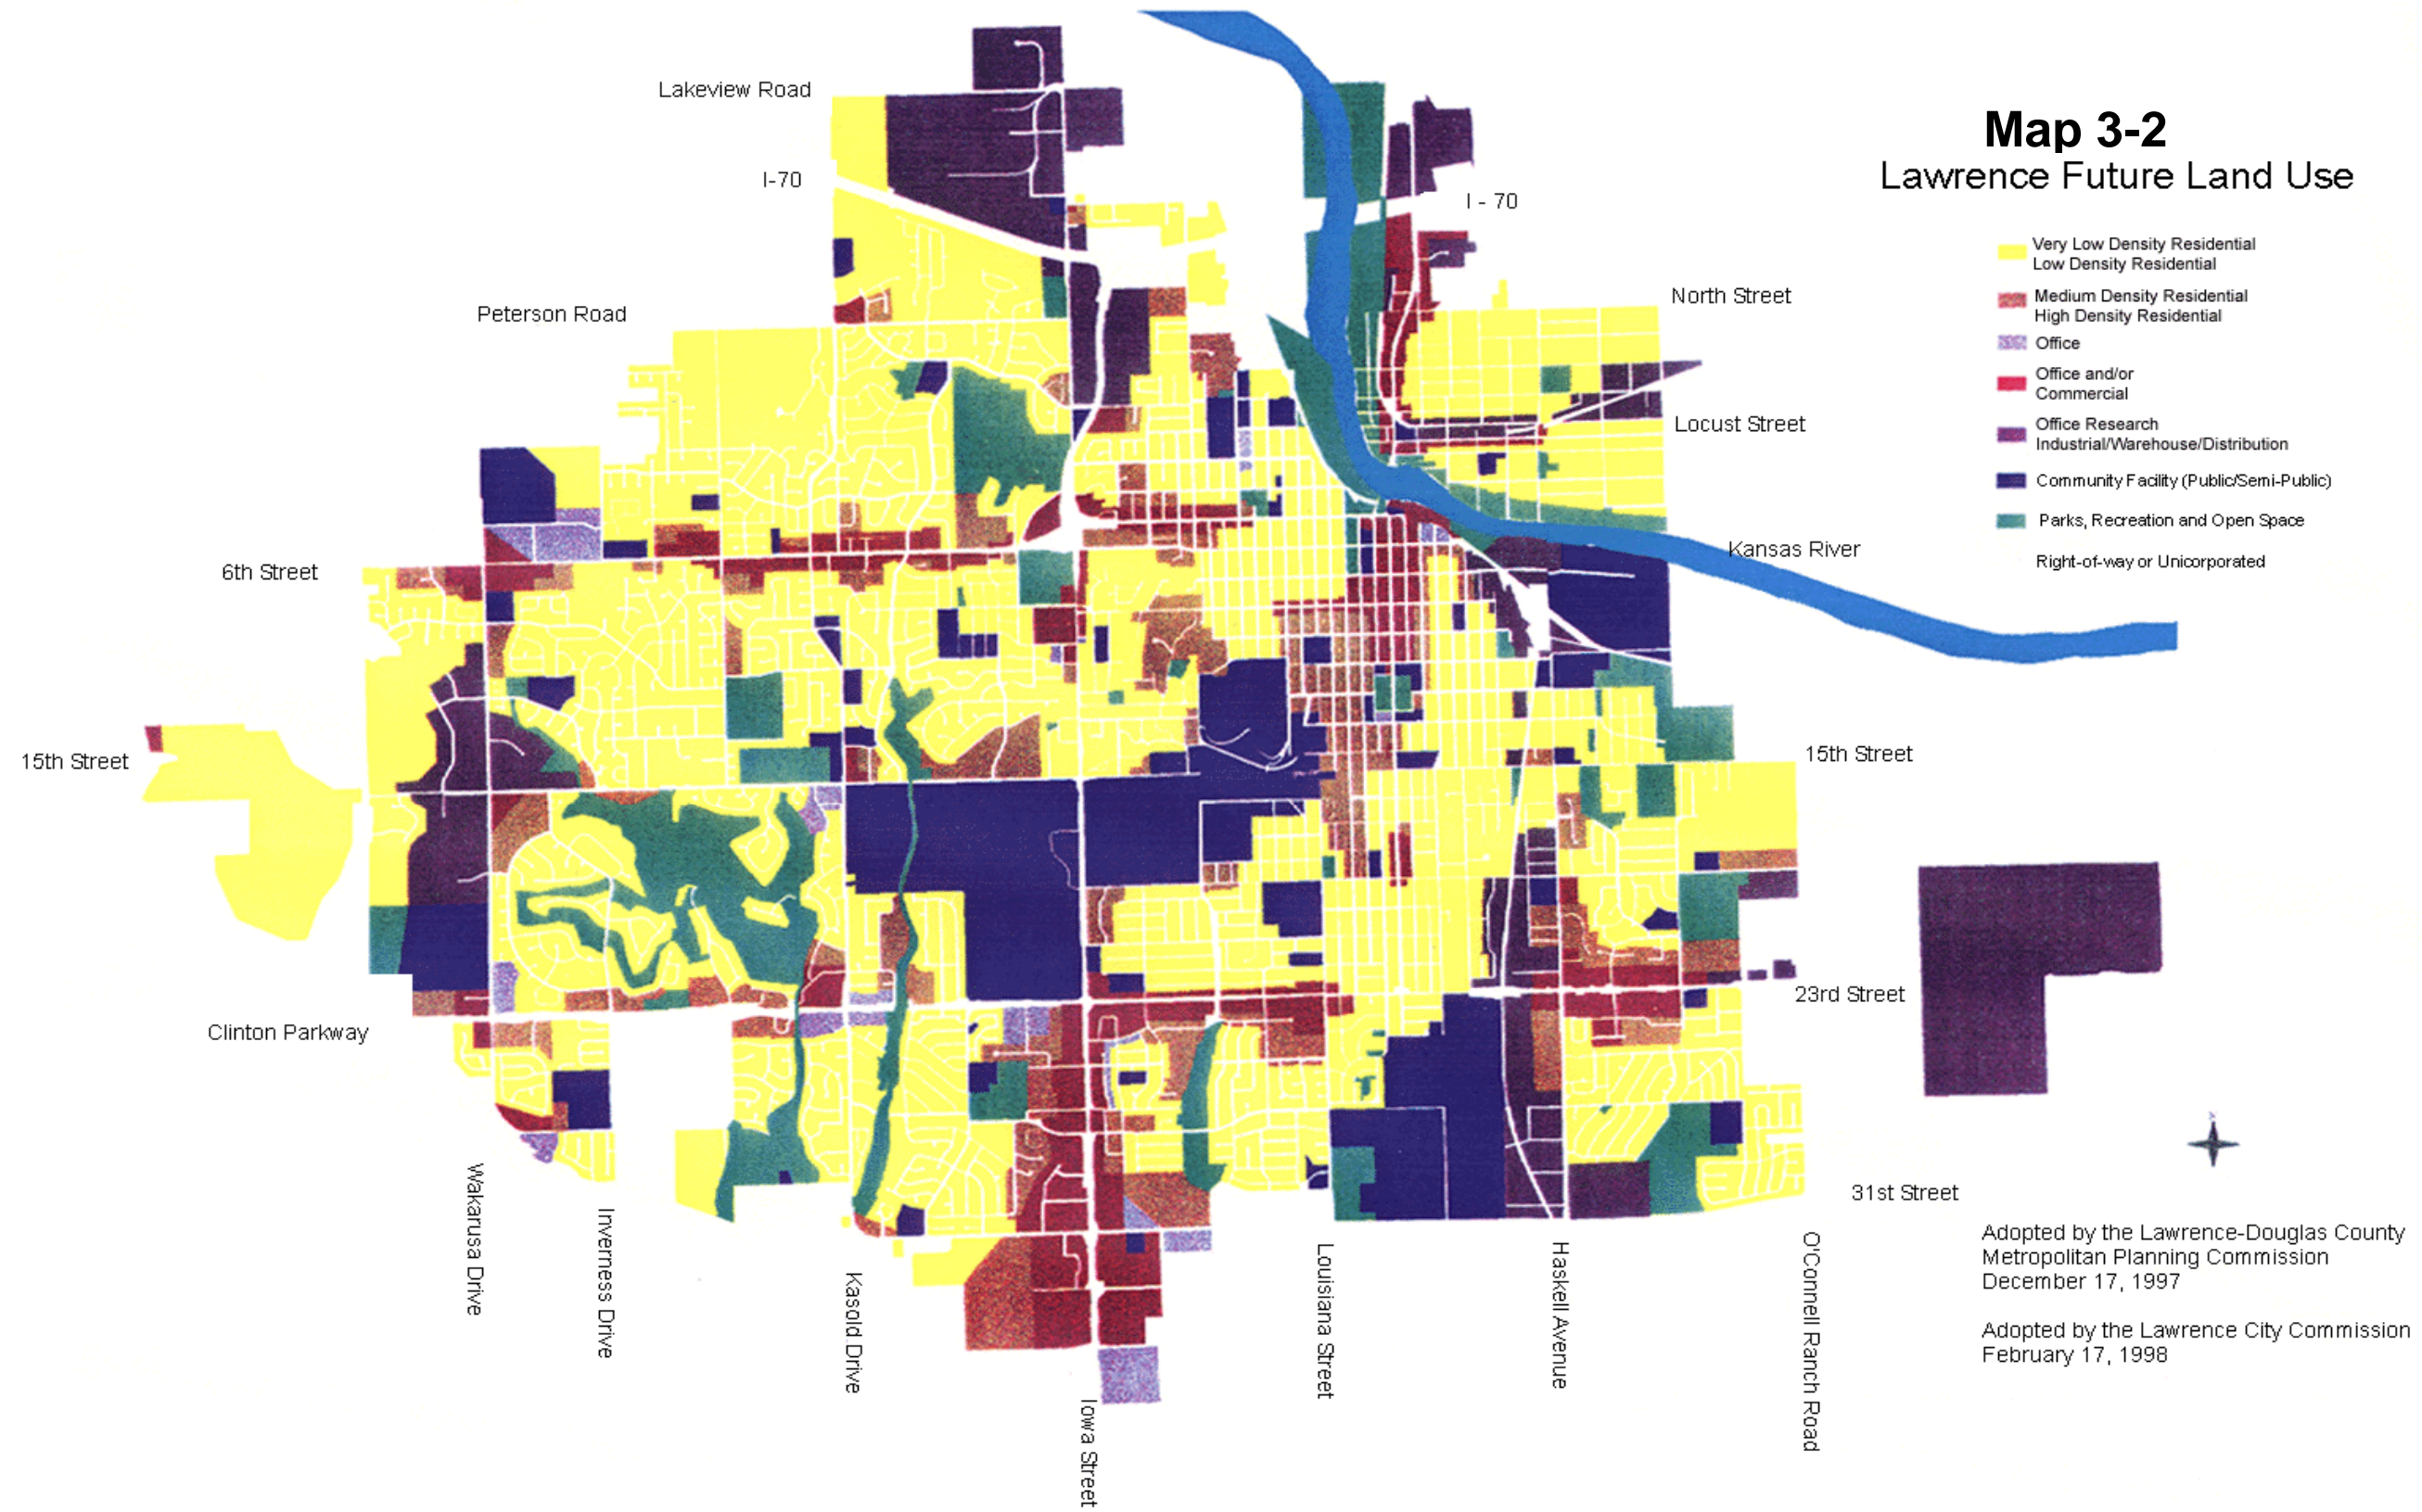 Map 3-2
Lawrence Future Land Use
Lakeview Road
I-70
I - 70
Peterson Road
North Street
Locust Street
Kansas River
6th Street
15th Street
15th Street
23rd Street
Clinton Parkway
31st Street
Wakarusa Drive
Inverness Drive
Kasold Drive
Iowa Street
Louisiana Street
Haskell Avenue
O'Connell Ranch Road
Very Low Density Residential
Low Density Residential
Medium Density Residential
High Density Residential
Office
Office and/or
Commercial
Office Research
Industrial/Warehouse/Distribution
Community Facility (Public/Semi-Public)
Parks, Recreation and Open Space
Right-of-way or Unicorporated
Adopted by the Lawrence-Douglas County
Metropolitan Planning Commission
December 17, 1997
Adopted by the Lawrence City Commission
February 17, 1998